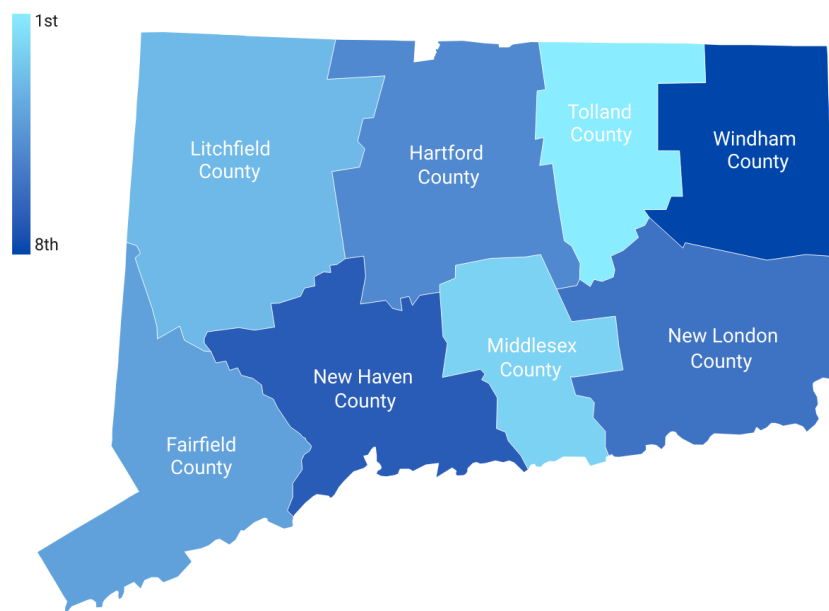 1st
8th
Litchfield
County
Hartford
County
Tolland
County
Windham
County
New Haven
County
Middlesex
County
New London
County
Fairfield
County